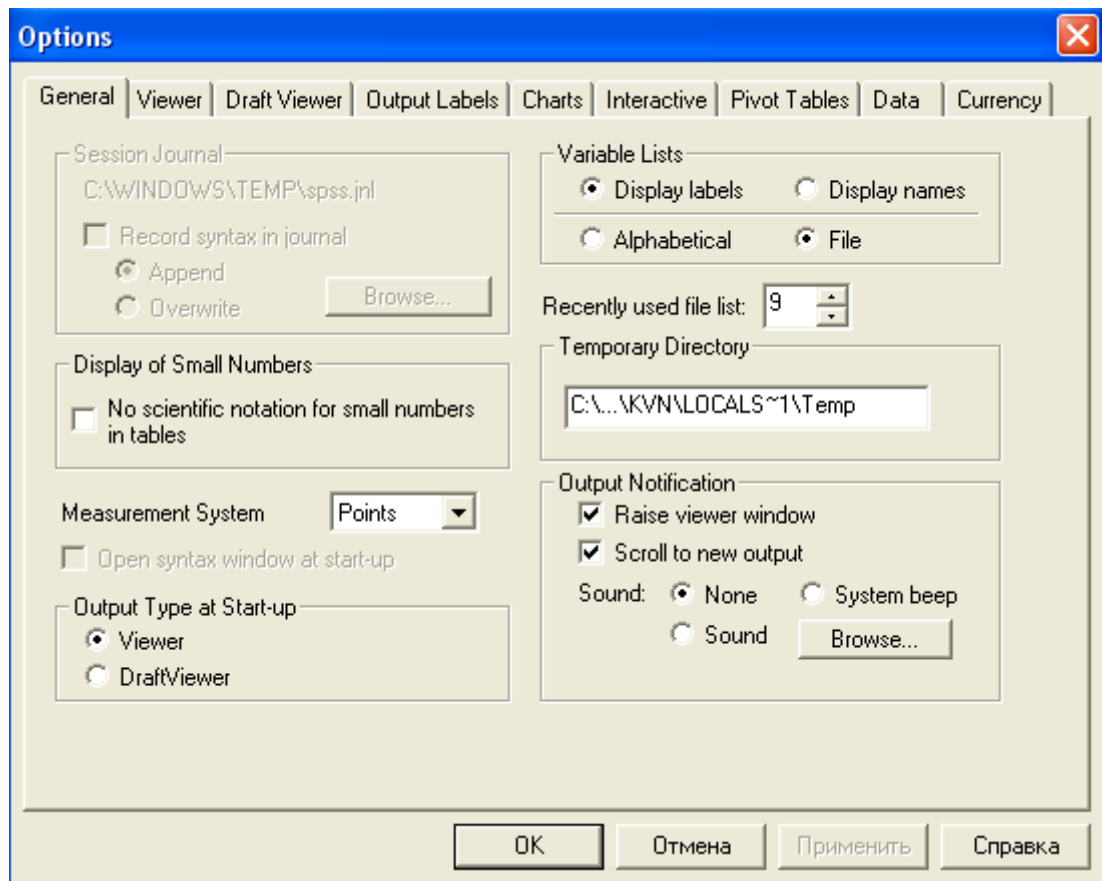 Options
General Viewer Draft Viewer Output Labels Charts Interactive Pivot Tables Data Currency
Session Journal
C:\WINDOWS\TEMP\spss.jnl
Record syntax in journal
Append
Overwrite
Browse...
Display of Small Numbers
No scientific notation for small numbers
in tables
Measurement System Points
Open syntax window at start-up
Output Type at Start-up
Viewer
DraftViewer
Variable Lists
Display labels Display names
Alphabetical File
Recently used file list: 9
Temporary Directory
C:\...\KVN\LOCALS~1\Temp
Output Notification
Raise viewer window
Scroll to new output
Sound: None System beep
Sound Browse...
OK Отмена Применить Справка